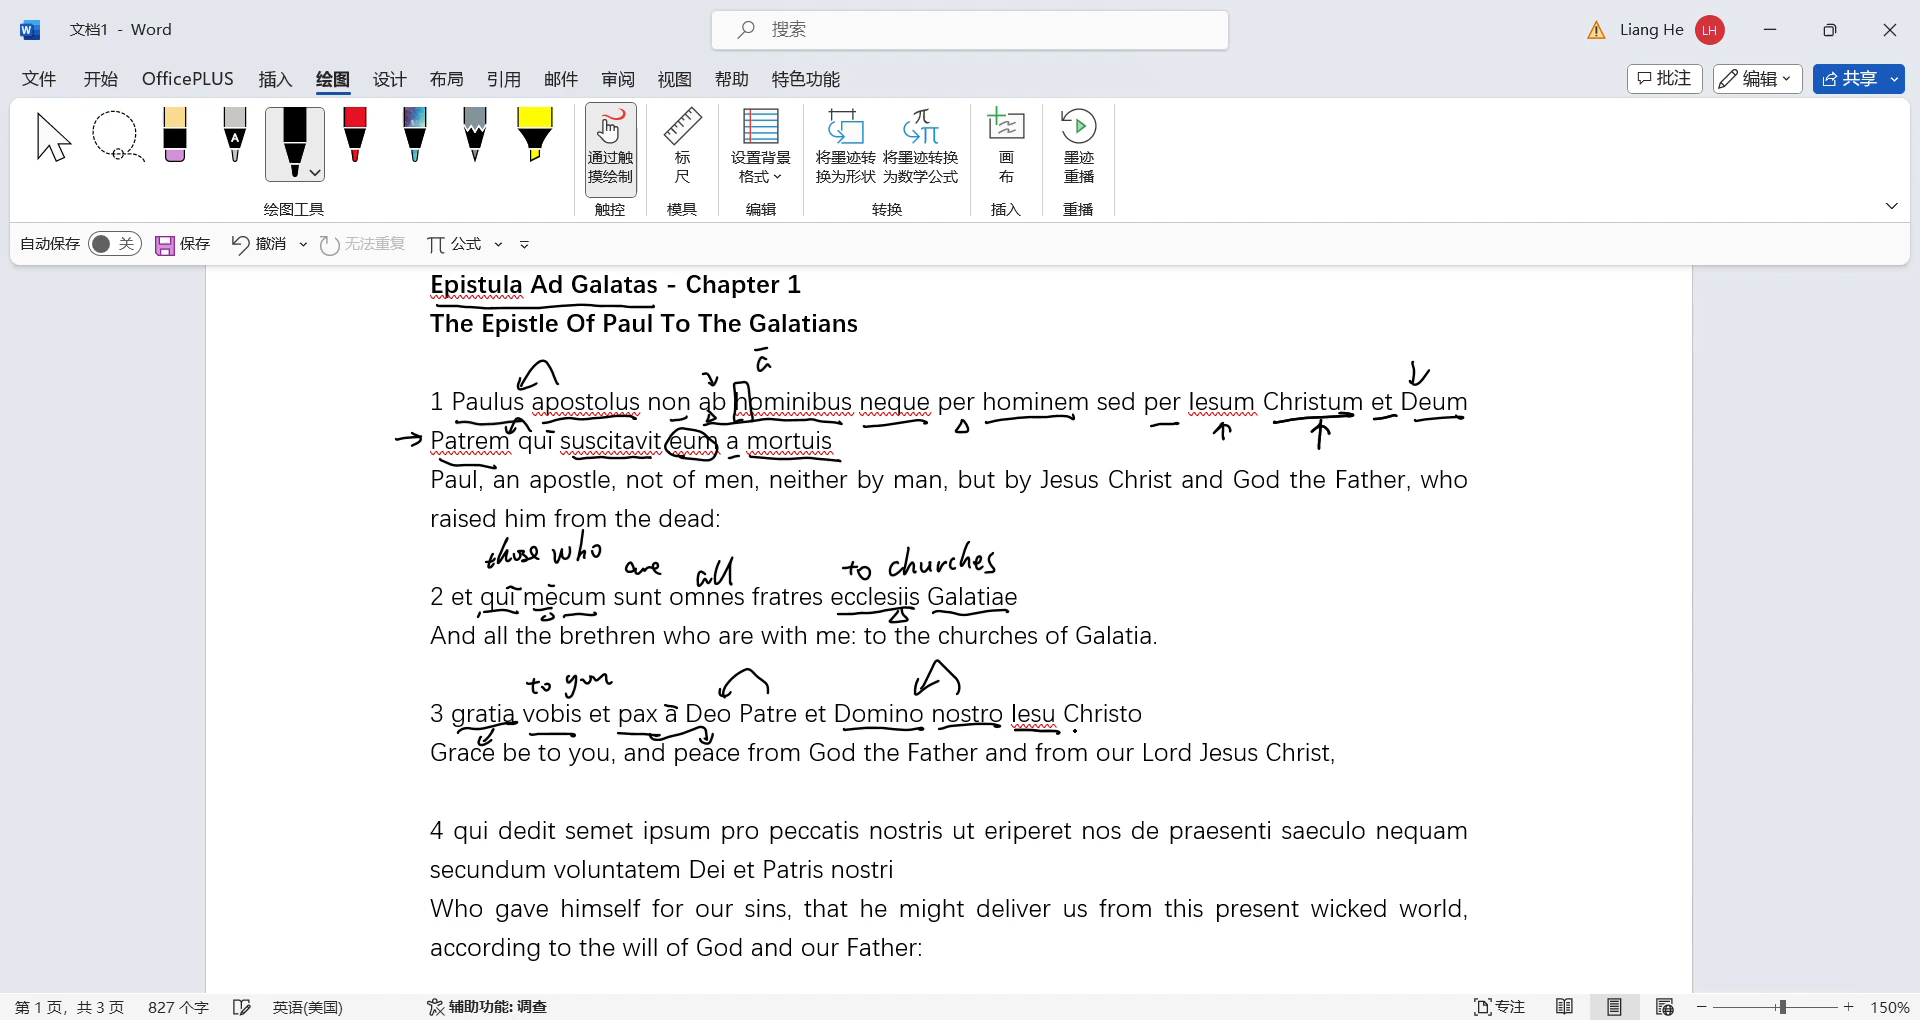 文档1 - Word
搜索
Liang He
LH
文件 开始 OfficePLUS 插入 绘图 设计 布局 引用 邮件 审阅 视图 帮助 特色功能
批注 编辑 共享
A
通过触摸绘制
标尺
设置背景格式
将墨迹转换为形状
将墨迹转换为数学公式
画布
墨迹重播
绘图工具 触控 模具 编辑 转换 插入 重播
自动保存 关 保存 撤消 无法重复 公式
Epistula Ad Galatas - Chapter 1
The Epistle Of Paul To The Galatians
ā
1 Paulus apostolus non ab hominibus neque per hominem sed per Iesum Christum et Deum
Patrem quī suscitavit eum a mortuis
Paul, an apostle, not of men, neither by man, but by Jesus Christ and God the Father, who
raised him from the dead:
those who are all to churches
2 et quī mēcum sunt omnes fratres ecclesiis Galatiae
And all the brethren who are with me: to the churches of Galatia.
to you
3 gratia vobis et pax ā Deo Patre et Domino nostro Iesu Christo
Grace be to you, and peace from God the Father and from our Lord Jesus Christ,
4 qui dedit semet ipsum pro peccatis nostris ut eriperet nos de praesenti saeculo nequam
secundum voluntatem Dei et Patris nostri
Who gave himself for our sins, that he might deliver us from this present wicked world,
according to the will of God and our Father:
第 1 页，共 3 页 827 个字 英语(美国) 辅助功能: 调查 专注 150%